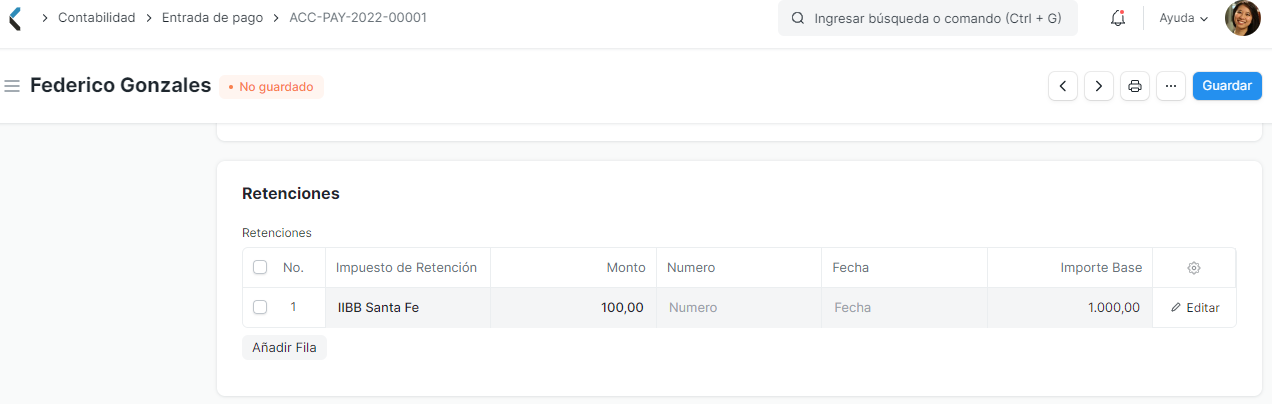 Contabilidad Entrada de pago ACC-PAY-2022-00001 Ingresar búsqueda o comando (Ctrl + G) Ayuda
Federico Gonzales No guardado ... Guardar
Retenciones
Retenciones
No. Impuesto de Retención Monto Numero Fecha Importe Base
1 IIBB Santa Fe 100,00 Numero Fecha 1.000,00 Editar
Añadir Fila